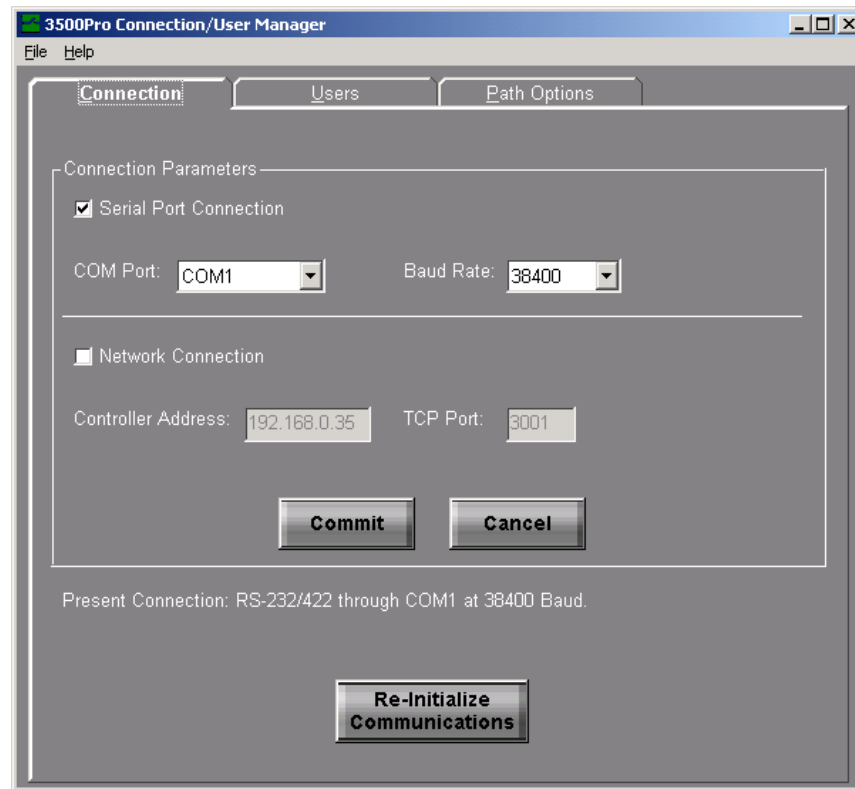 3500Pro Connection/User Manager
File Help
Connection Users Path Options
Connection Parameters
Serial Port Connection
COM Port: COM1 Baud Rate: 38400
Network Connection
Controller Address: 192.168.0.35 TCP Port: 3001
Commit Cancel
Present Connection: RS-232/422 through COM1 at 38400 Baud.
Re-Initialize
Communications